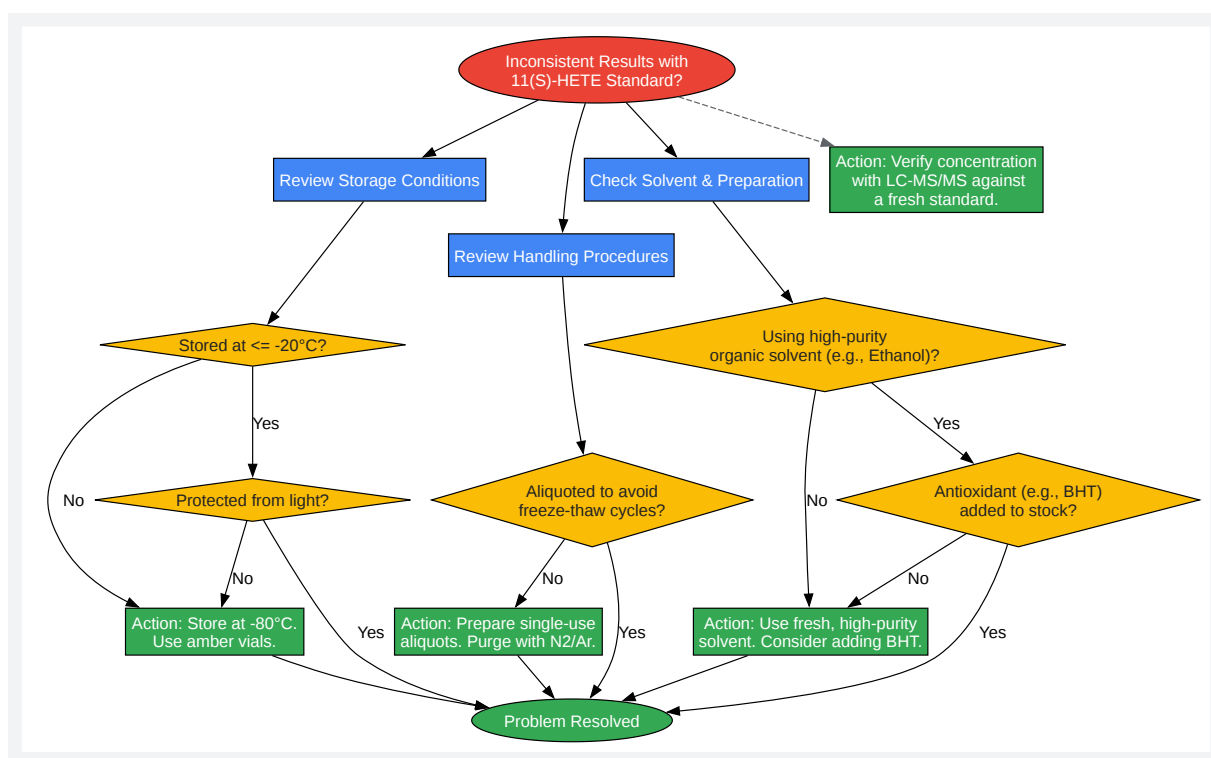 Inconsistent Results with
11(S)-HETE Standard?
Review Storage Conditions
Check Solvent & Preparation
Action: Verify concentration
with LC-MS/MS against
a fresh standard.
Review Handling Procedures
Stored at <= -20°C?
Using high-purity
organic solvent (e.g., Ethanol)?
Yes
Yes
No
Protected from light?
Aliquoted to avoid
freeze-thaw cycles?
No
Antioxidant (e.g., BHT)
added to stock?
No
No
No
Action: Store at -80°C.
Use amber vials.
Yes
Action: Prepare single-use
aliquots. Purge with N2/Ar.
Yes
Action: Use fresh, high-purity
solvent. Consider adding BHT.
Yes
Problem Resolved